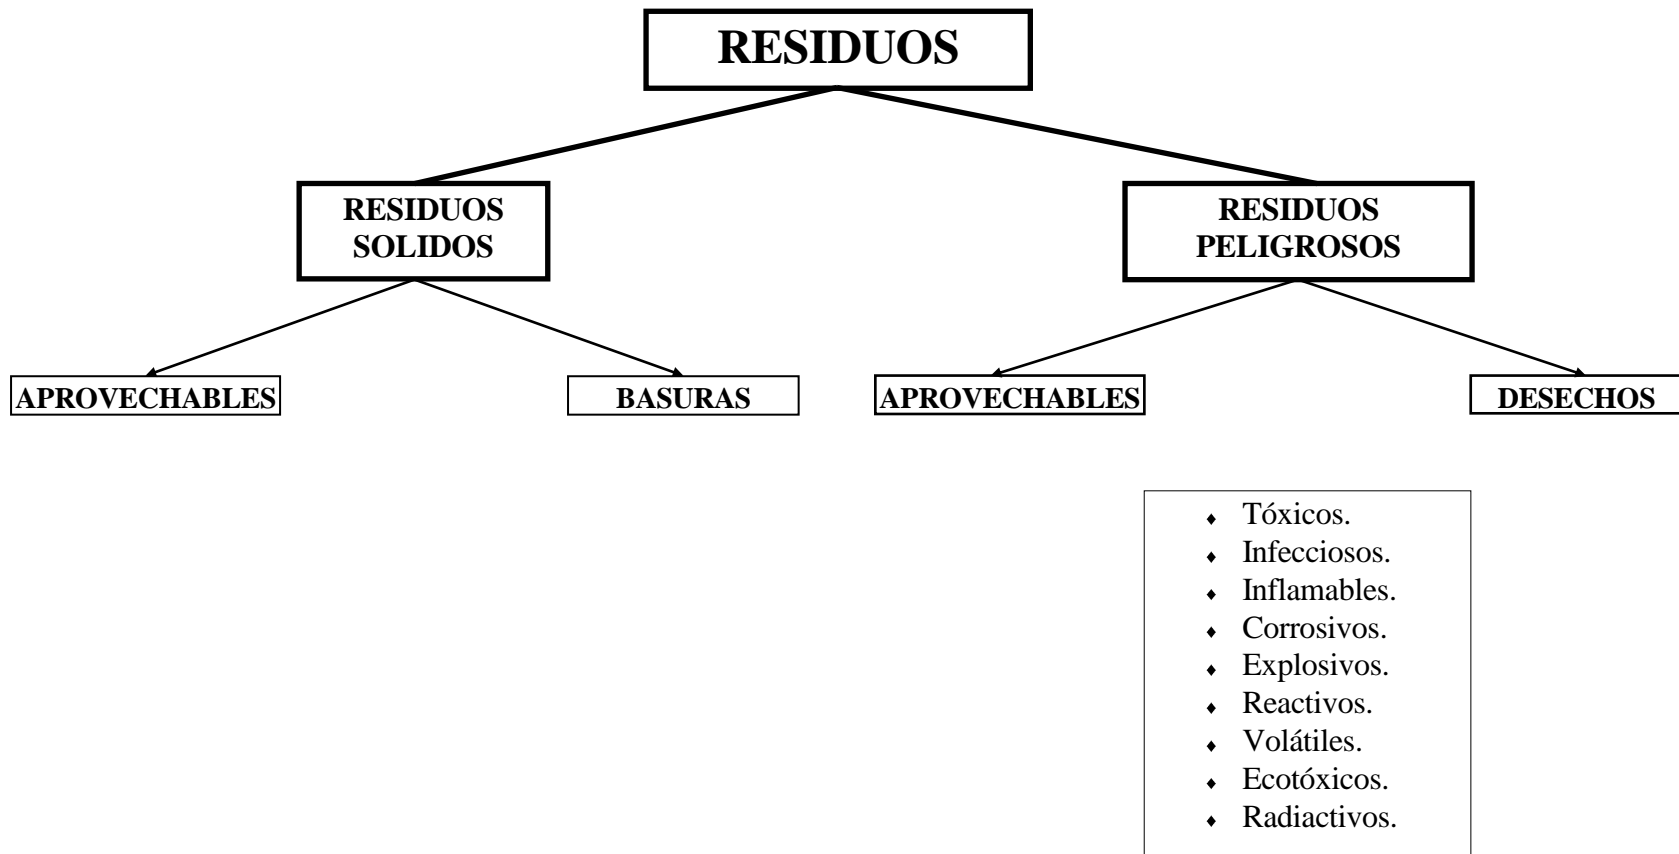 RESIDUOS
RESIDUOS
SOLIDOS
RESIDUOS
PELIGROSOS
APROVECHABLES
BASURAS
APROVECHABLES
DESECHOS
♦ Tóxicos.
♦ Infecciosos.
♦ Inflamables.
♦ Corrosivos.
♦ Explosivos.
♦ Reactivos.
♦ Volátiles.
♦ Ecotóxicos.
♦ Radiactivos.